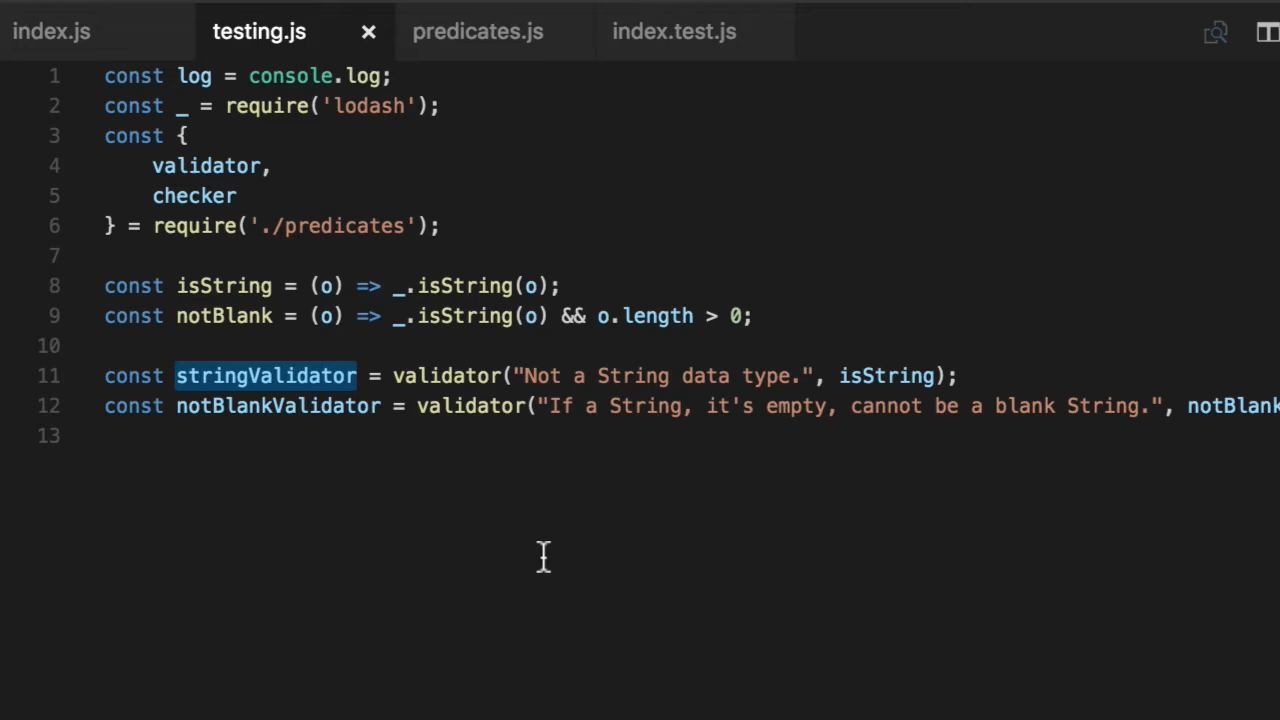 index.js testing.js × predicates.js index.test.js
1 const log = console.log;
2 const _ = require('lodash');
3 const {
4 validator,
5 checker
6 } = require('./predicates');
7
8 const isString = (o) => _.isString(o);
9 const notBlank = (o) => _.isString(o) && o.length > 0;
10
11 const stringValidator = validator("Not a String data type.", isString);
12 const notBlankValidator = validator("If a String, it's empty, cannot be a blank String.", notBlank
13